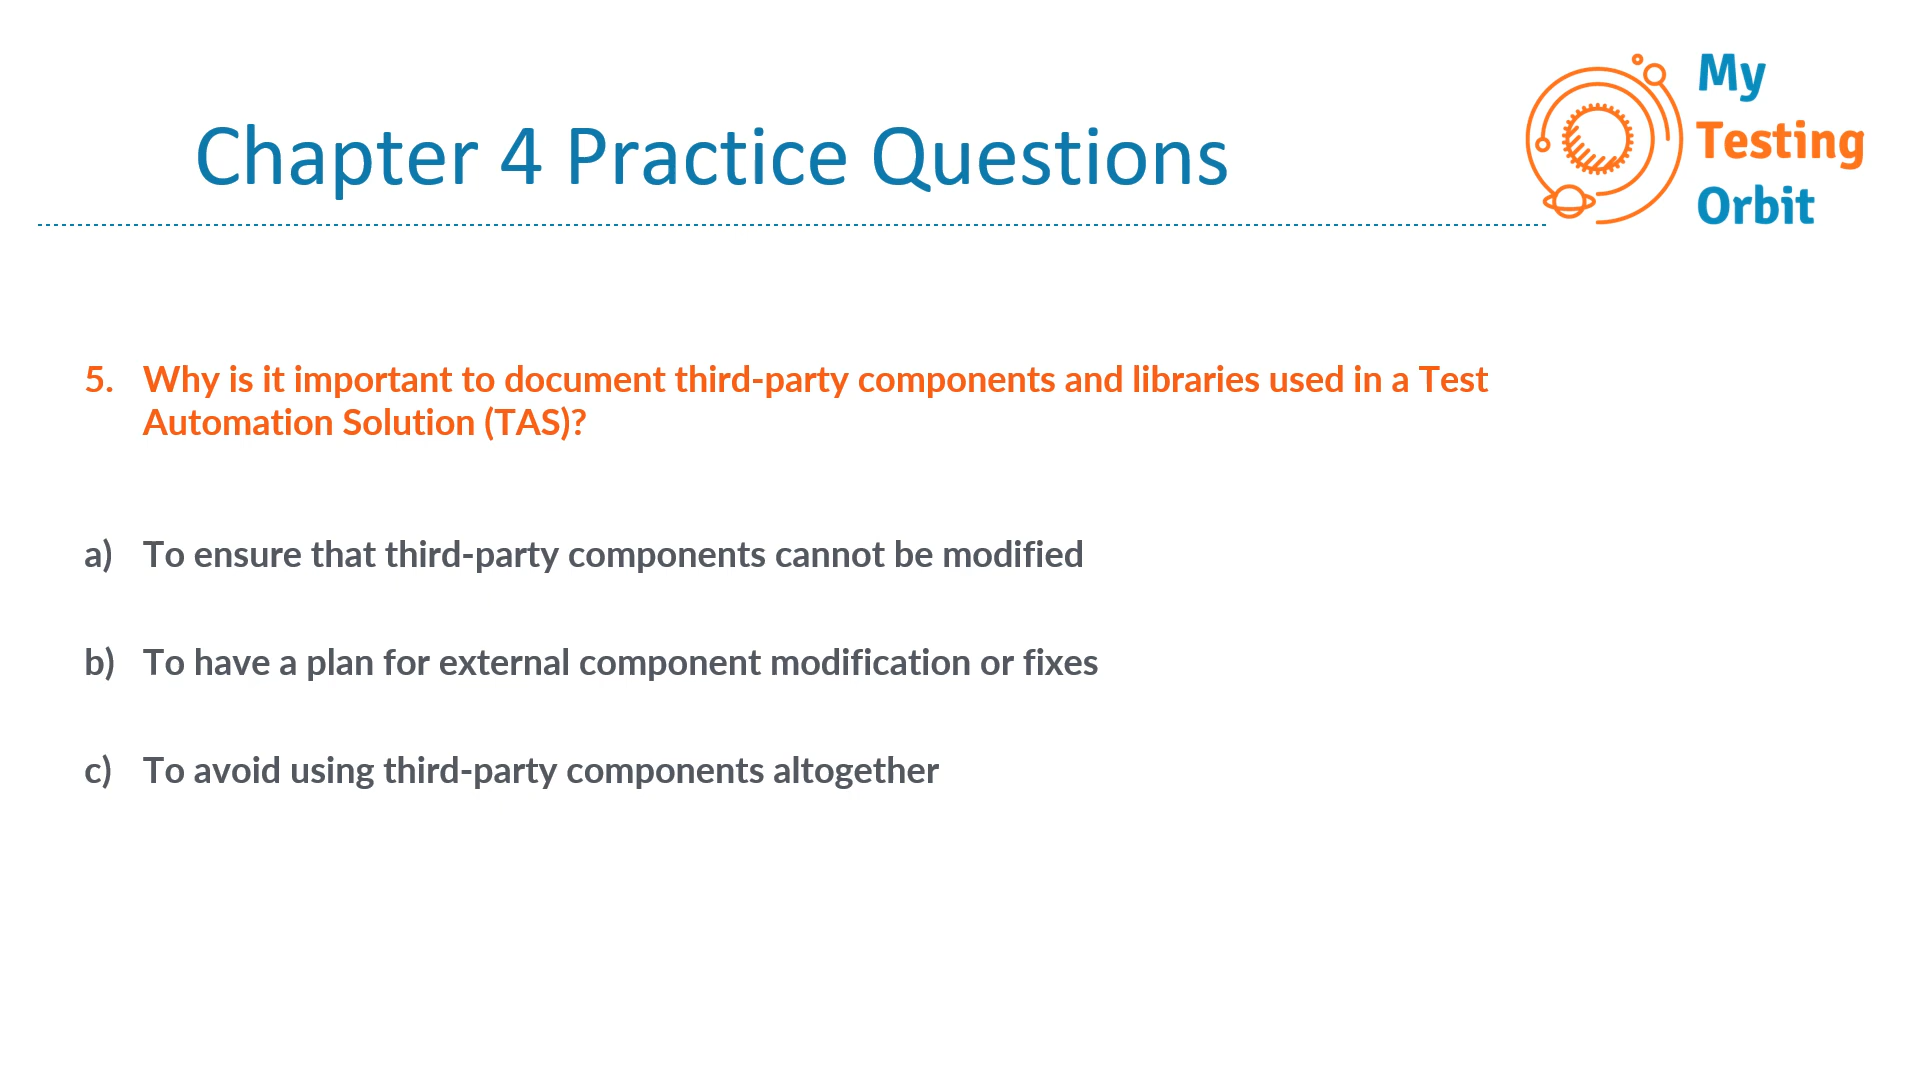 Chapter 4 Practice Questions
My
Testing
Orbit
5. Why is it important to document third-party components and libraries used in a Test
Automation Solution (TAS)?
a) To ensure that third-party components cannot be modified
b) To have a plan for external component modification or fixes
c) To avoid using third-party components altogether